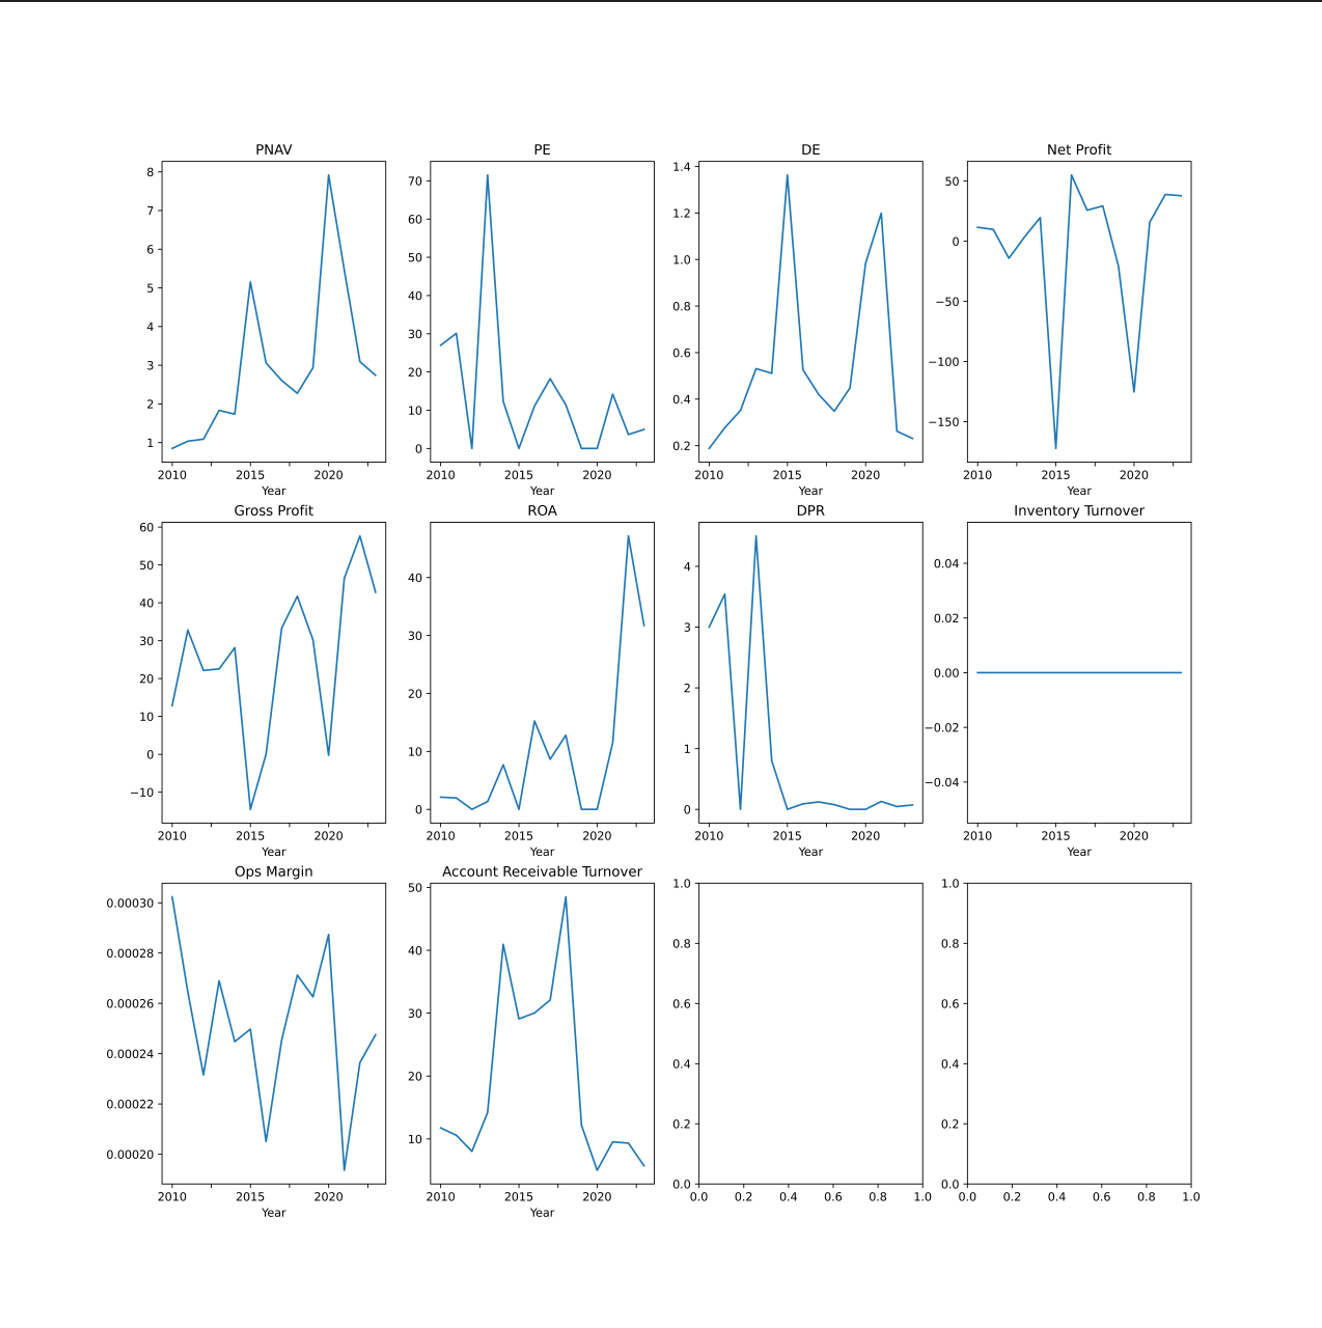 PNAV PE DE Net Profit
8 70 1.4 50
7 60 1.2 0
6 50 1.0 −50
5 40 0.8 −100
4 30 0.6 −150
3 20 0.4
2 10 0.2
1 0
2010 2015 2020 2010 2015 2020 2010 2015 2020 2010 2015 2020
Year Year Year Year
Gross Profit ROA DPR Inventory Turnover
60 40 4 0.04
50 30 3 0.02
40 20 2 0.00
30 10 1 −0.02
20 0 0 −0.04
10
0
−10
2010 2015 2020 2010 2015 2020 2010 2015 2020 2010 2015 2020
Year Year Year Year
Ops Margin Account Receivable Turnover
0.00030 50 1.0 1.0
0.00028 40 0.8 0.8
0.00026 30 0.6 0.6
0.00024 20 0.4 0.4
0.00022 10 0.2 0.2
0.00020 0.0 0.0
2010 2015 2020 2010 2015 2020 0.0 0.2 0.4 0.6 0.8 1.0 0.0 0.2 0.4 0.6 0.8 1.0
Year Year